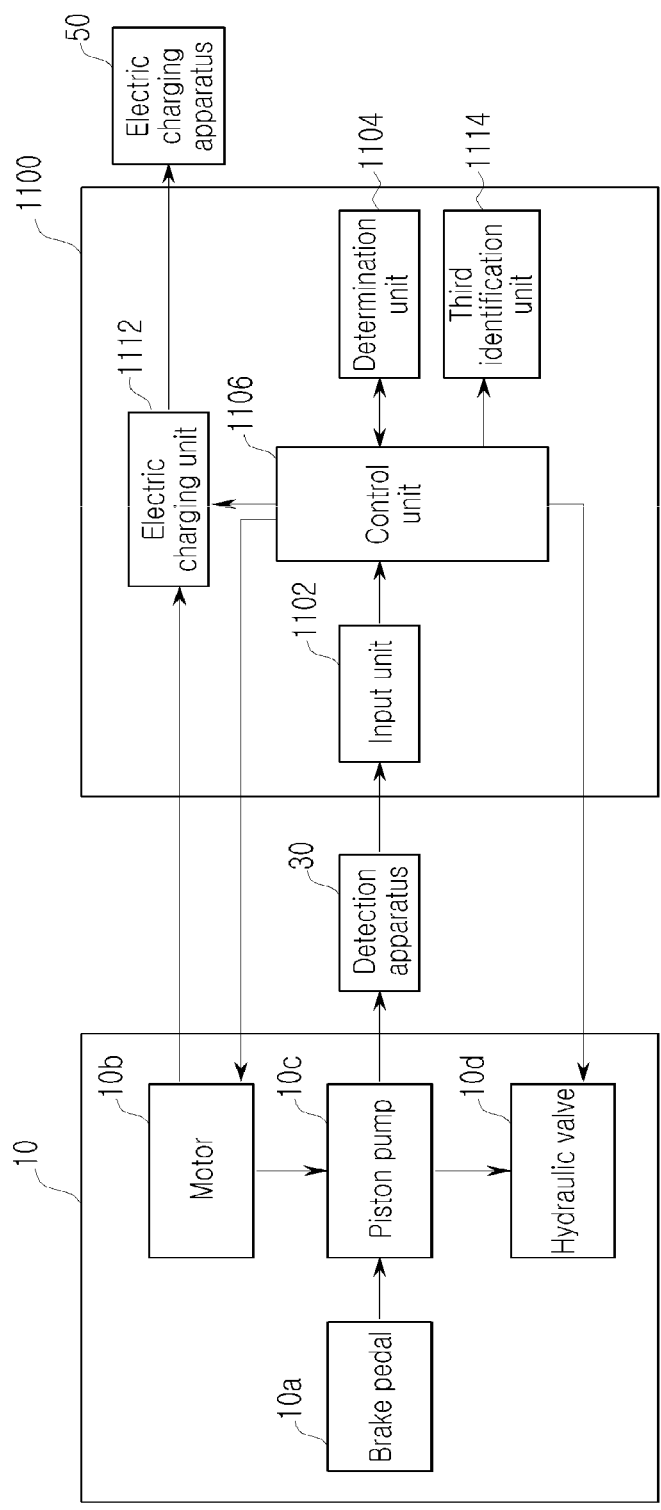 10
10a
Brake pedal
10b
Motor
10c
Piston pump
10d
Hydraulic valve
30
Detection
apparatus
1100
1102
Input unit
1106
Control
unit
1112
Electric
charging unit
1104
Determination
unit
1114
Third
identification
unit
50
Electric
charging
apparatus